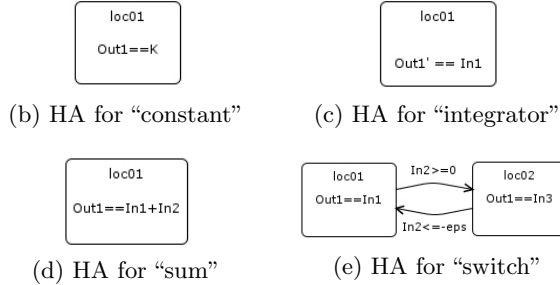 loc01
Out1==K
(b) HA for “constant”
loc01
Out1' == In1
(c) HA for “integrator”
loc01
Out1==In1+In2
(d) HA for “sum”
loc01
Out1==In1
In2>=0
In2<=-eps
loc02
Out1==In3
(e) HA for “switch”